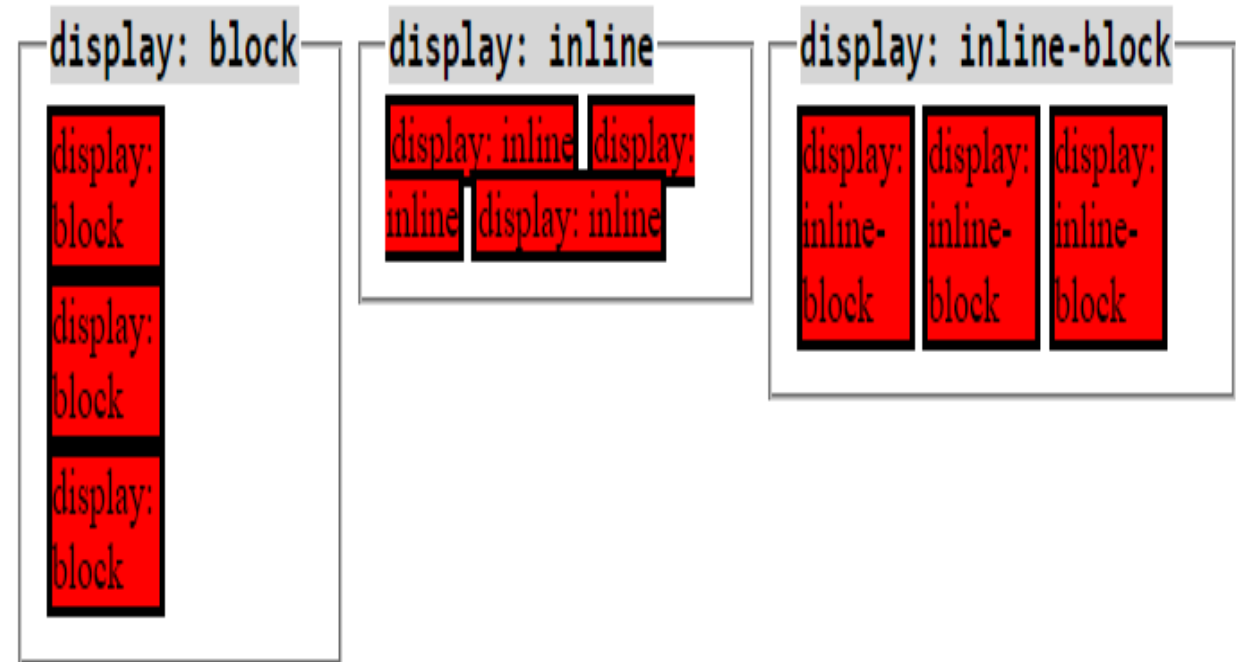 display: block
display:
block
display:
block
display:
block
display: inline
display: inline display:
inline display: inline
display: inline-block
display: display: display:
inline- inline- inline-
block block block